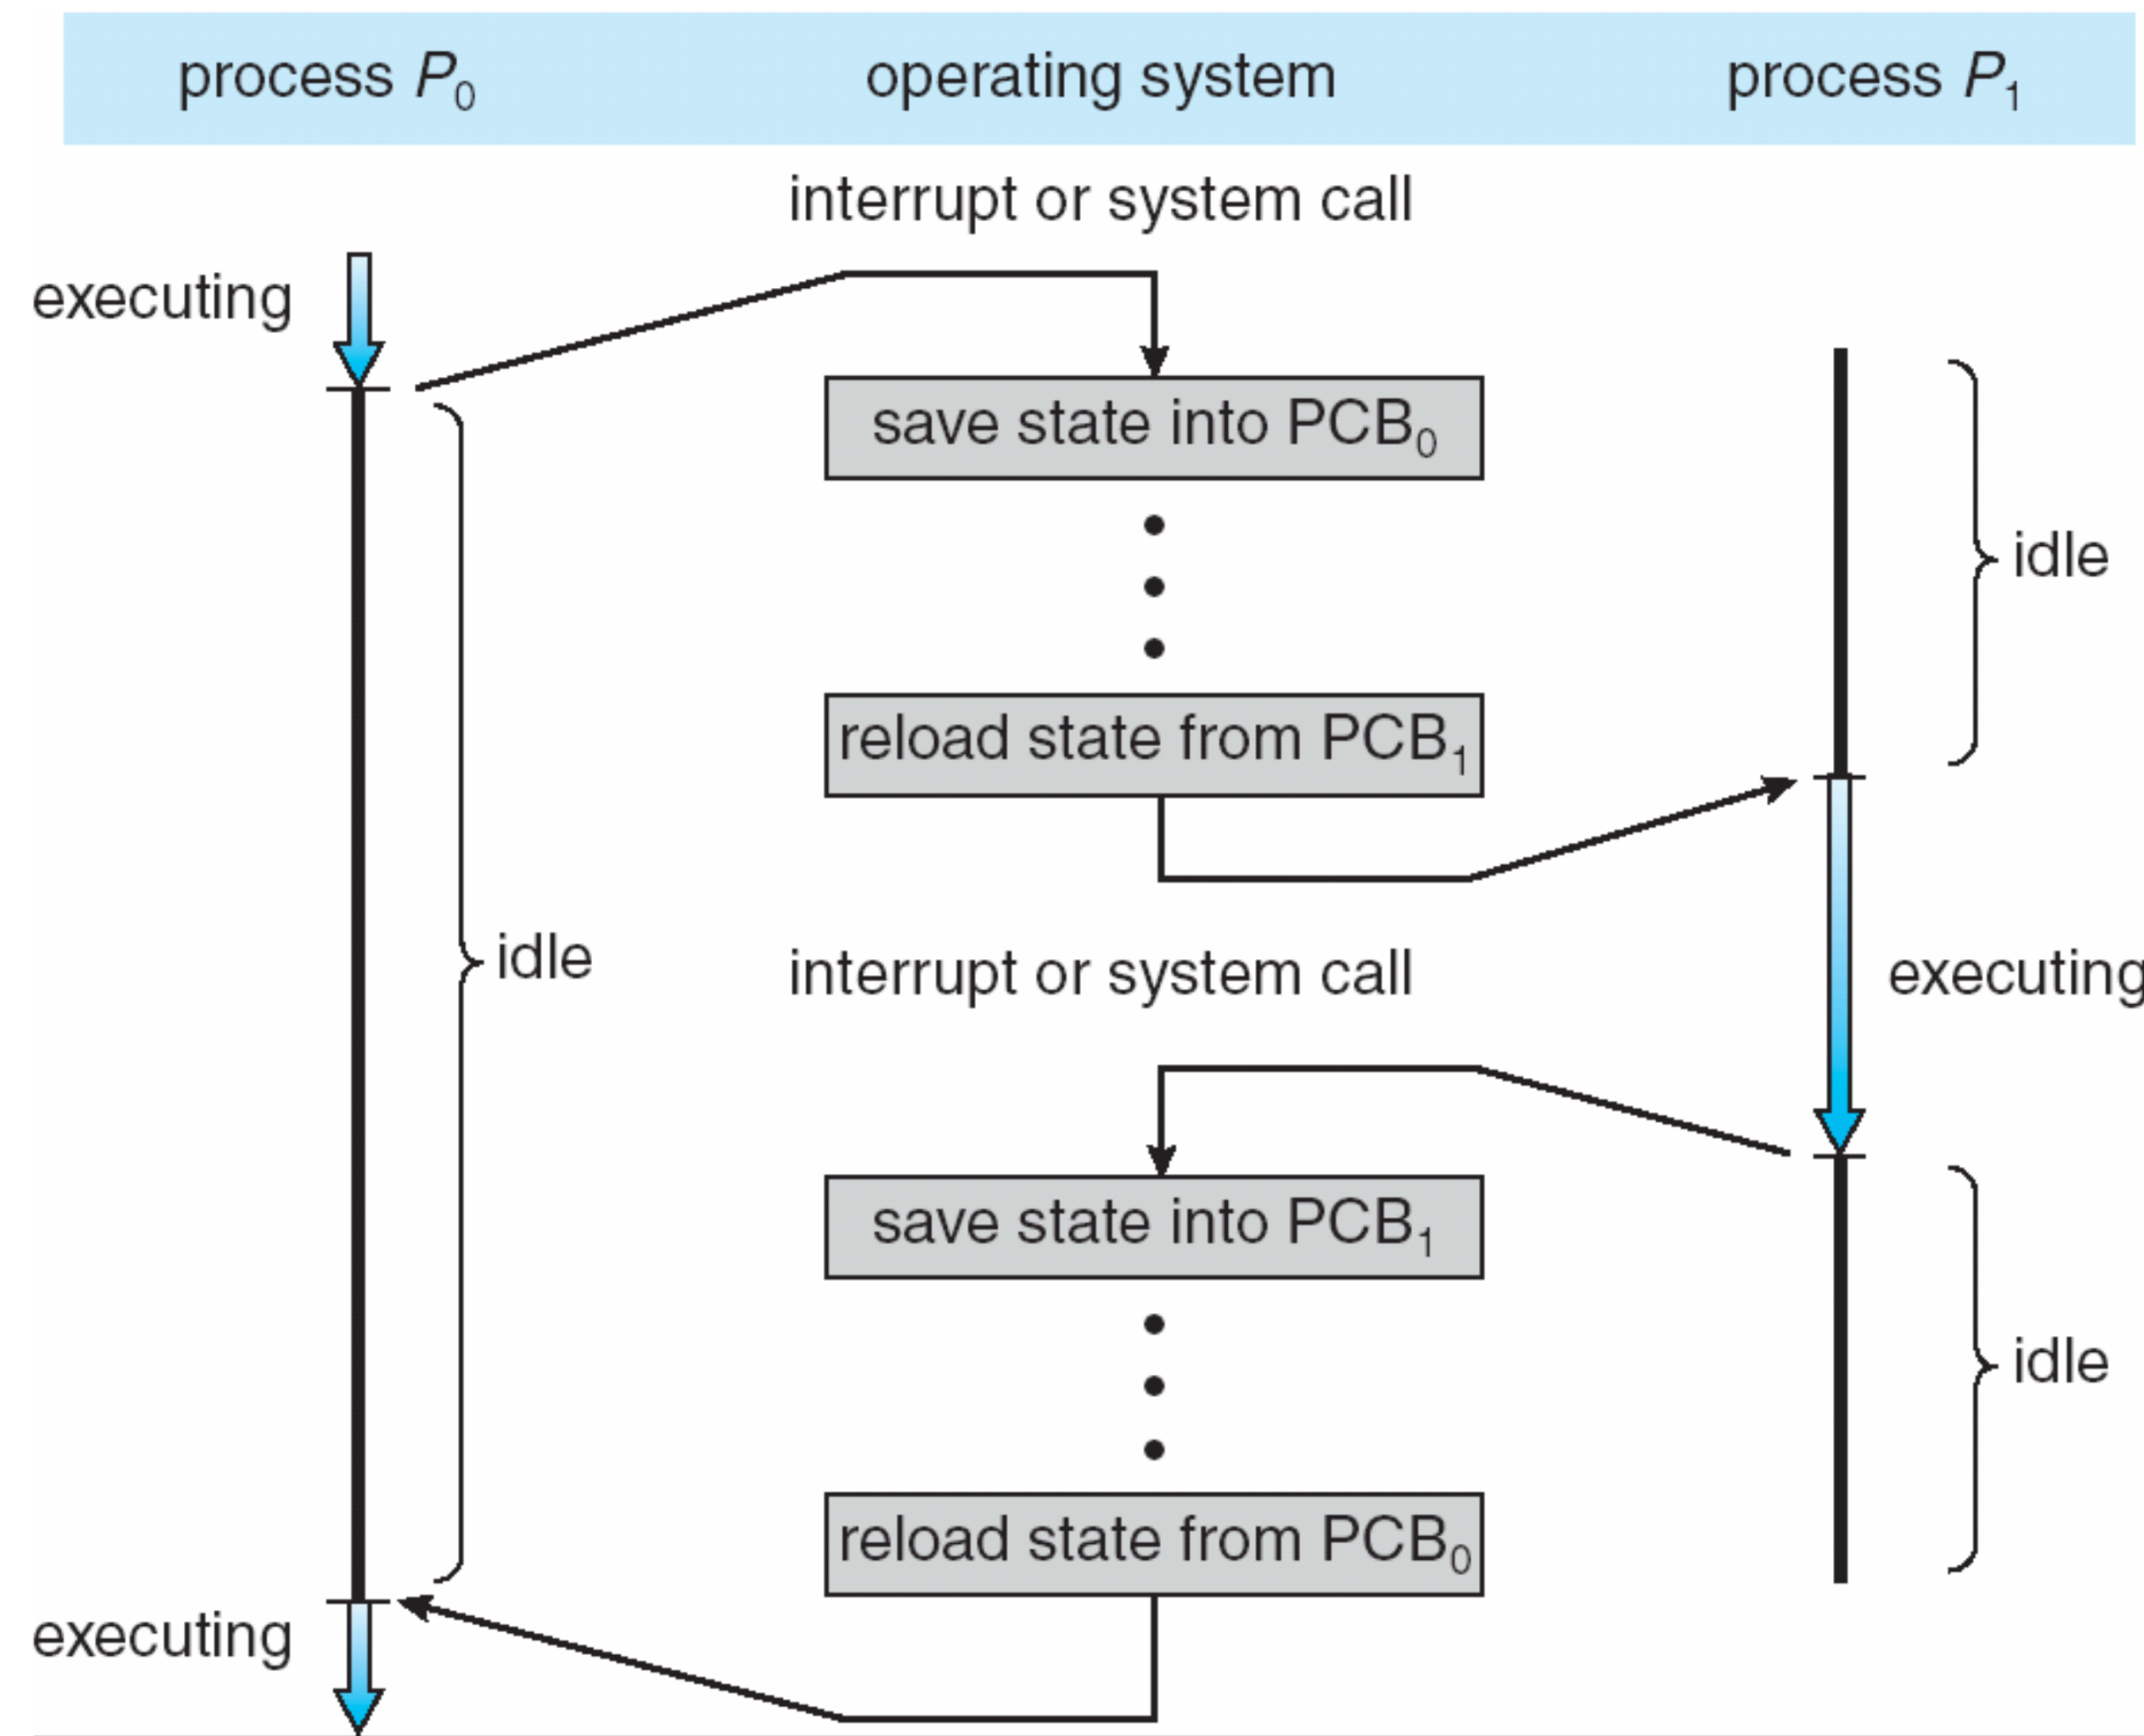 process P0 operating system process P1
interrupt or system call
executing
save state into PCB0
idle
reload state from PCB1
idle
interrupt or system call
executing
save state into PCB1
idle
reload state from PCB0
executing